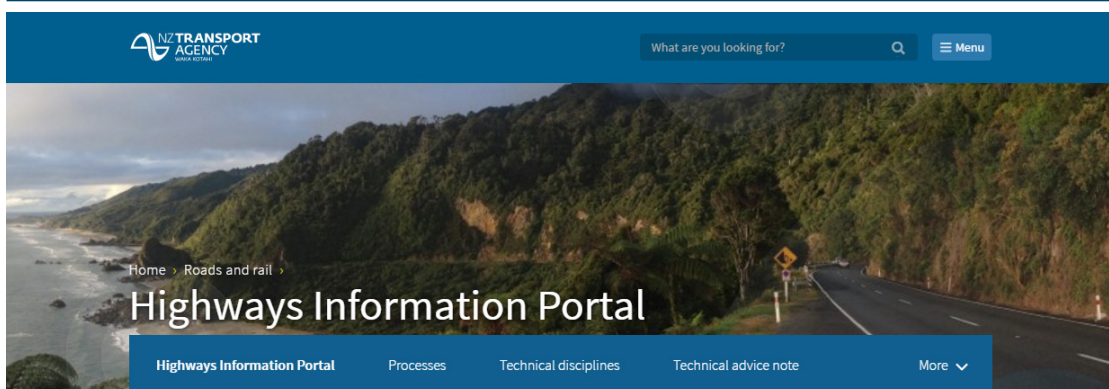 NZ TRANSPORT
AGENCY
WAKA KOTAHI
What are you looking for?
Menu
Home › Roads and rail ›
Highways Information Portal
Highways Information Portal Processes Technical disciplines Technical advice note More